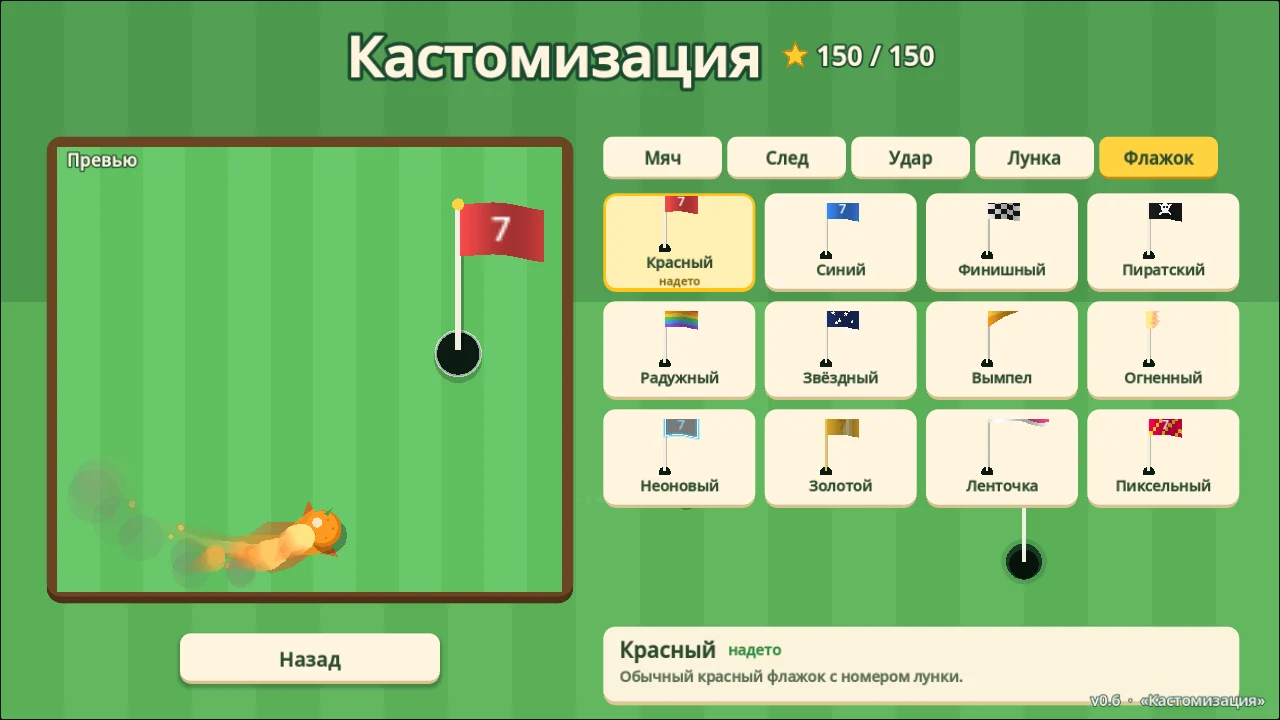 Кастомизация
150 / 150
Превью
7
Мяч
След
Удар
Лунка
Флажок
7
Красный
надето
7
Синий
Финишный
Пиратский
Радужный
Звёздный
Вымпел
Огненный
7
Неоновый
7
Золотой
Ленточка
7
Пиксельный
Назад
Красный надето
Обычный красный флажок с номером лунки.
v0.6 · «Кастомизация»